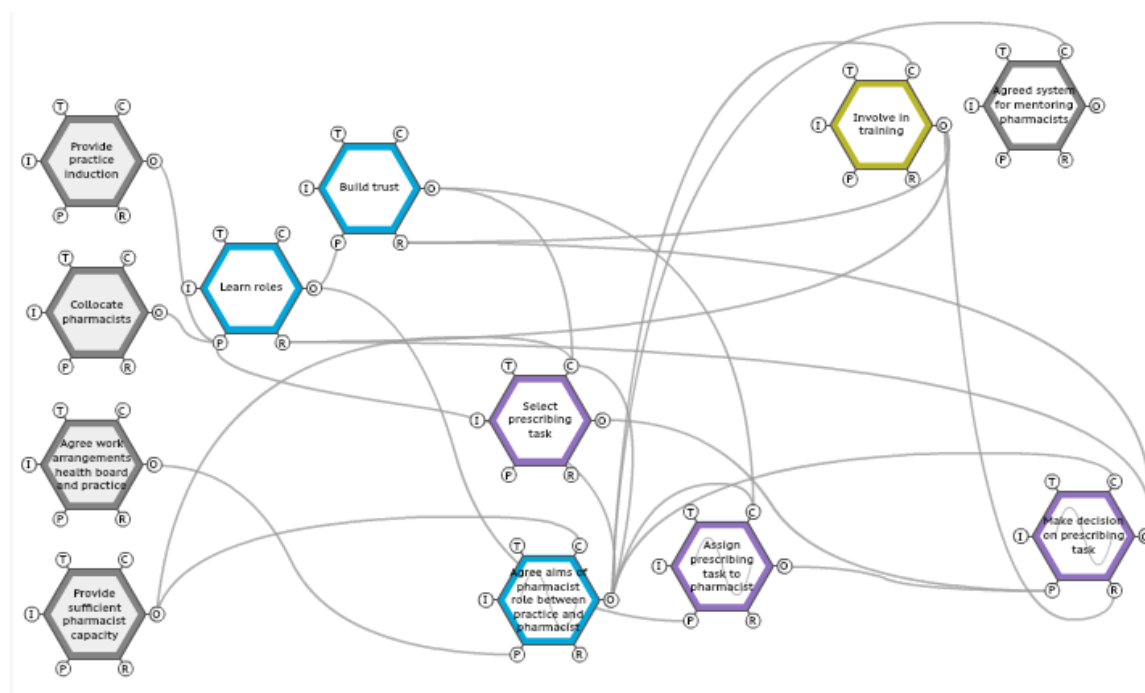 T
C
Provide
practice
induction
I
O
P
R
T
C
Collocate
pharmacists
I
O
P
R
T
C
Agree work
arrangements
health board
and practice
I
O
P
R
T
C
Provide
sufficient
pharmacist
capacity
I
O
P
R
T
C
Learn roles
I
O
P
R
T
C
Build trust
I
O
P
R
T
C
Select
prescribing
task
I
O
P
R
T
C
Agree aims of
pharmacist
role between
practice and
pharmacist
I
O
P
R
T
C
Assign
prescribing
task to
pharmacist
I
O
P
R
T
C
Involve in
training
I
O
P
R
T
C
Agreed system
for mentoring
pharmacists
I
O
P
R
T
C
Make decision
on prescribing
task
I
O
P
R